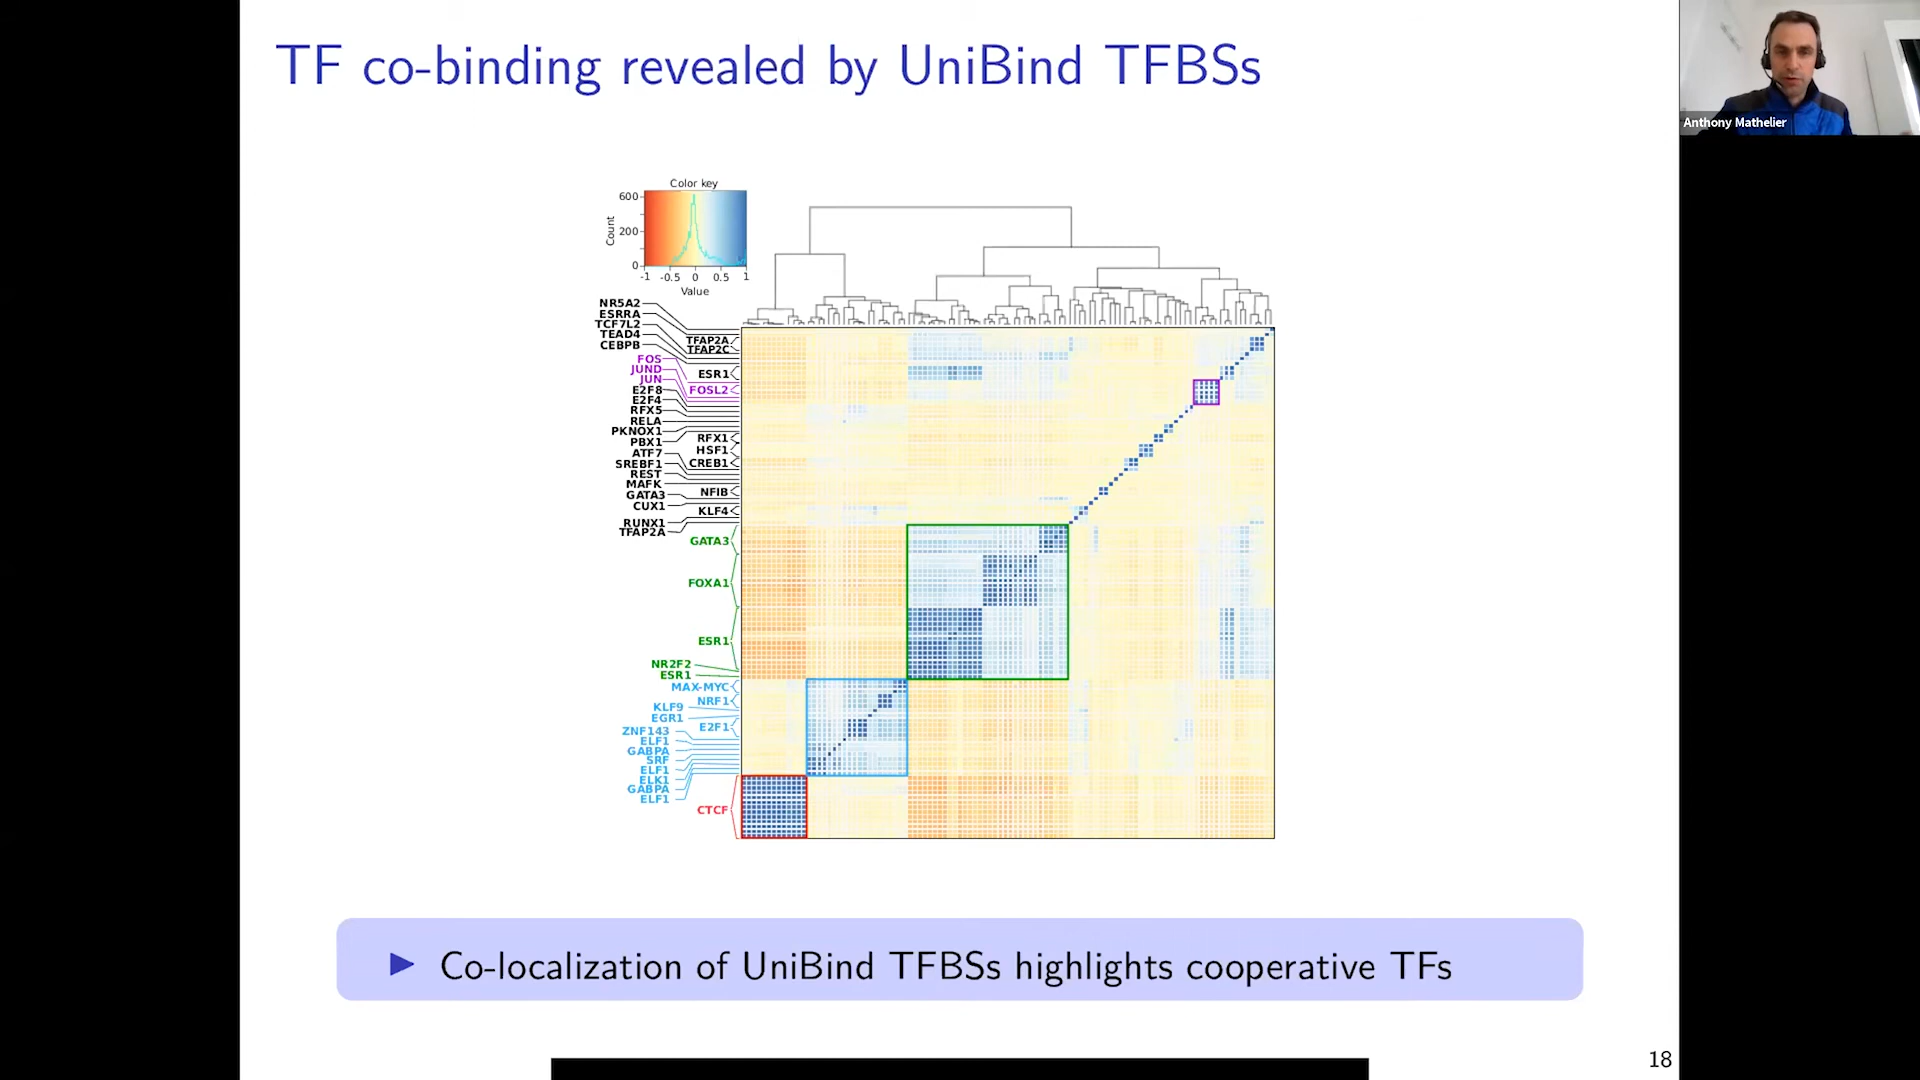 TF co-binding revealed by UniBind TFBSs
Anthony Mathelier
Color key
600
200
0
Count
-1 -0.5 0 0.5 1
Value
NR5A2
ESRRA
TCF7L2
TEAD4
TFAP2A
CEBPB
TFAP2C
FOS
JUND
ESR1
JUN
E2F8
FOSL2
E2F4
RFX5
RELA
PKNOX1
RFX1
PBX1
HSF1
ATF7
SREBF1
CREB1
REST
MAFK
NFIB
GATA3
CUX1
KLF4
RUNX1
TFAP2A
GATA3
FOXA1
ESR1
NR2F2
ESR1
MAX-MYC
NRF1
KLF9
EGR1
E2F1
ZNF143
ELF1
GABPA
SRF
ELF1
ELK1
GABPA
ELF1
CTCF
Co-localization of UniBind TFBSs highlights cooperative TFs
18